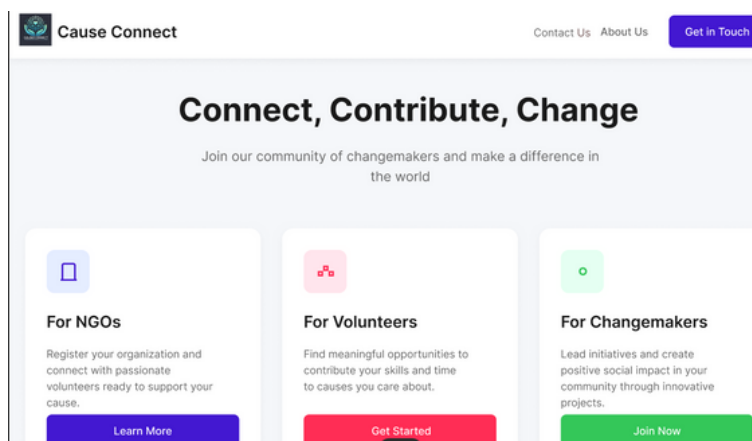 Cause Connect
Contact Us About Us Get in Touch
Connect, Contribute, Change
Join our community of changemakers and make a difference in
the world
For NGOs
Register your organization and
connect with passionate
volunteers ready to support your
cause.
Learn More
For Volunteers
Find meaningful opportunities to
contribute your skills and time
to causes you care about.
Get Started
For Changemakers
Lead initiatives and create
positive social impact in your
community through innovative
projects.
Join Now